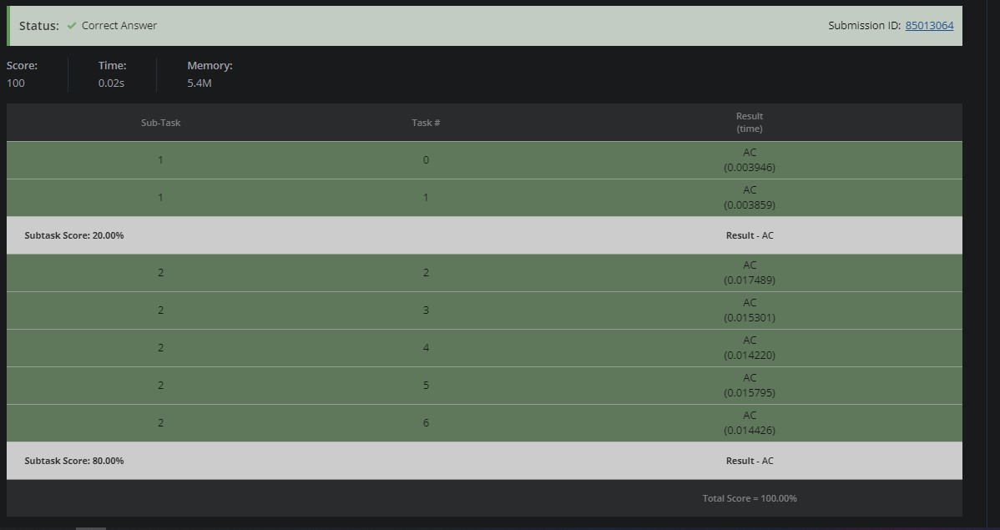 Status: ✔ Correct Answer Submission ID: 85013064
Score: Time: Memory:
100 0.02s 5.4M
Sub-Task Task # Result
(time)
1 0 AC
(0.003946)
1 1 AC
(0.003859)
Subtask Score: 20.00% Result - AC
2 2 AC
(0.017489)
2 3 AC
(0.015301)
2 4 AC
(0.014220)
2 5 AC
(0.015795)
2 6 AC
(0.014426)
Subtask Score: 80.00% Result - AC
Total Score = 100.00%